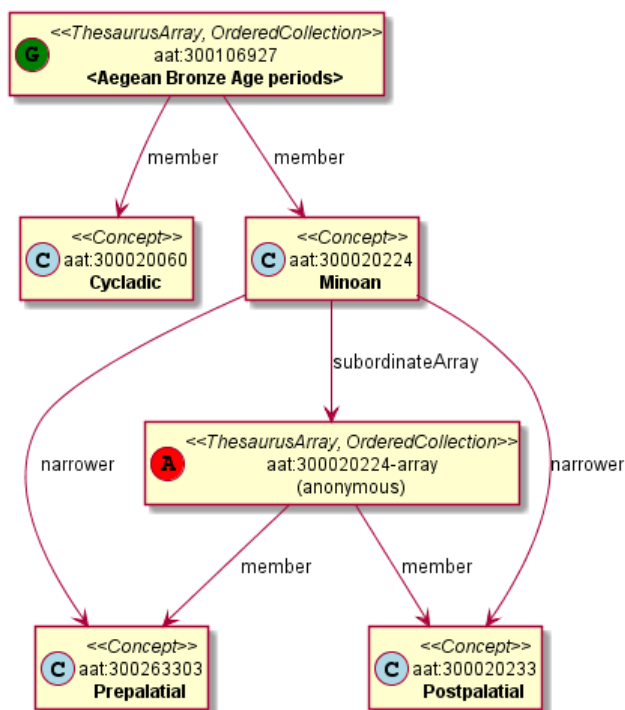 G
<<ThesaurusArray, OrderedCollection>>
aat:300106927
<Aegean Bronze Age periods>
member
member
C
<<Concept>>
aat:300020060
Cycladic
C
<<Concept>>
aat:300020224
Minoan
subordinateArray
narrower
narrower
A
<<ThesaurusArray, OrderedCollection>>
aat:300020224-array
(anonymous)
member
member
C
<<Concept>>
aat:300263303
Prepalatial
C
<<Concept>>
aat:300020233
Postpalatial